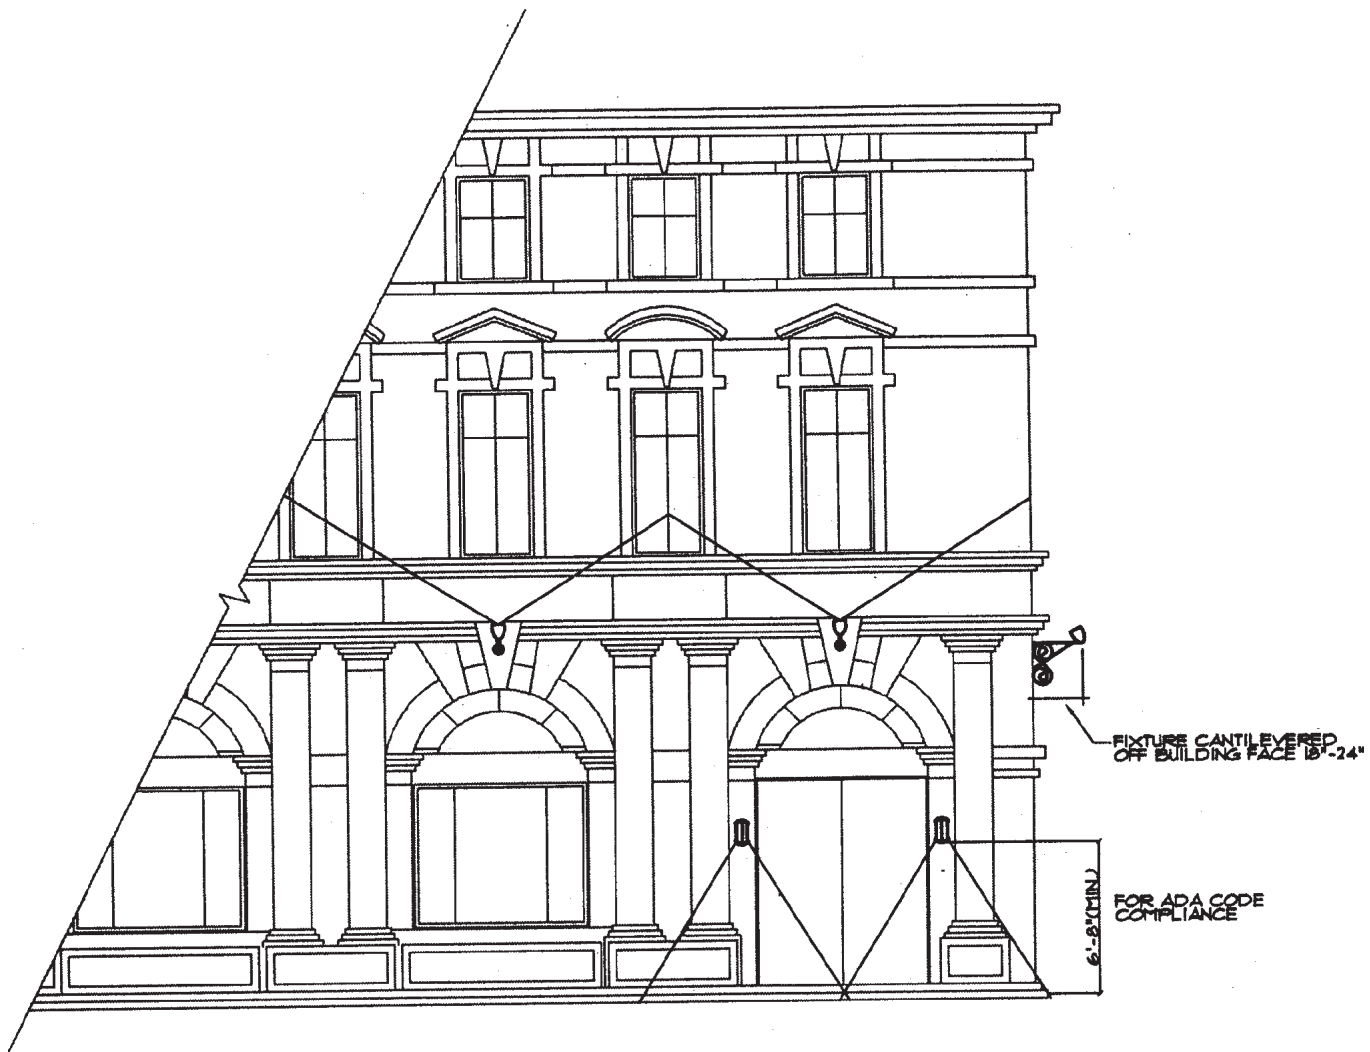 FIXTURE CANTILEVERED
OFF BUILDING FACE 18"-24"
6'-8"(MIN.)
FOR ADA CODE
COMPLIANCE